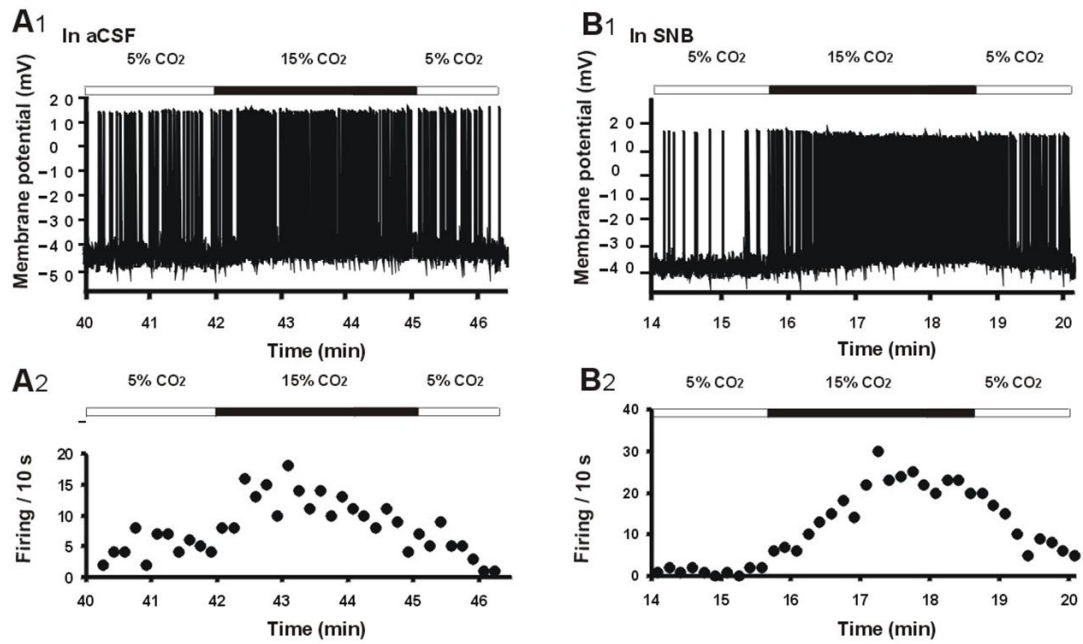 A1
In aCSF
5% CO2 15% CO2 5% CO2
Membrane potential (mV)
2 0
1 0
0
−1 0
−2 0
−3 0
−4 0
−5 0
40 41 42 43 44 45 46
Time (min)
B1
In SNB
5% CO2 15% CO2 5% CO2
Membrane potential (mV)
2 0
1 0
0
−1 0
−2 0
−3 0
−4 0
14 15 16 17 18 19 20
Time (min)
A2
5% CO2 15% CO2 5% CO2
Firing / 10 s
20
15
10
5
0
40 41 42 43 44 45 46
Time (min)
B2
5% CO2 15% CO2 5% CO2
Firing / 10 s
40
30
20
10
0
14 15 16 17 18 19 20
Time (min)